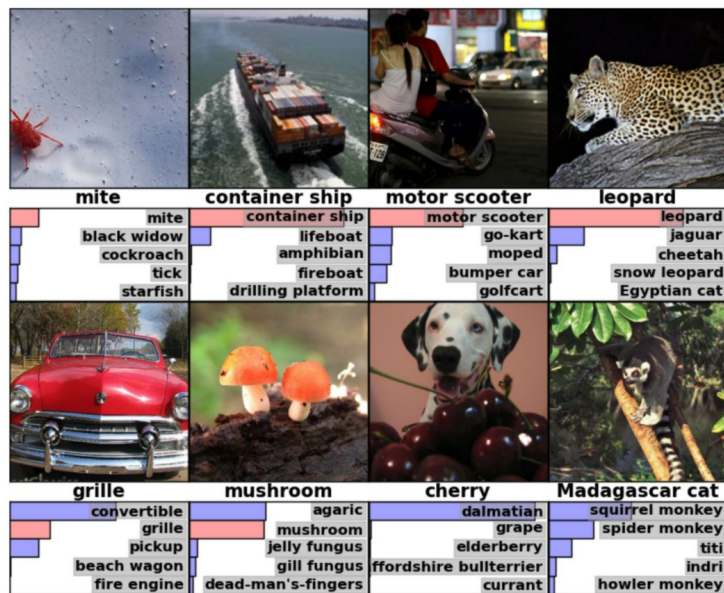 mite
container ship
motor scooter
leopard
mite
black widow
cockroach
tick
starfish
container ship
lifeboat
amphibian
fireboat
drilling platform
motor scooter
go-kart
moped
bumper car
golfcart
leopard
jaguar
cheetah
snow leopard
Egyptian cat
grille
mushroom
cherry
Madagascar cat
convertible
grille
pickup
beach wagon
fire engine
agaric
mushroom
jelly fungus
gill fungus
dead-man's-fingers
dalmatian
grape
elderberry
ffordshire bullterrier
currant
squirrel monkey
spider monkey
titi
indri
howler monkey